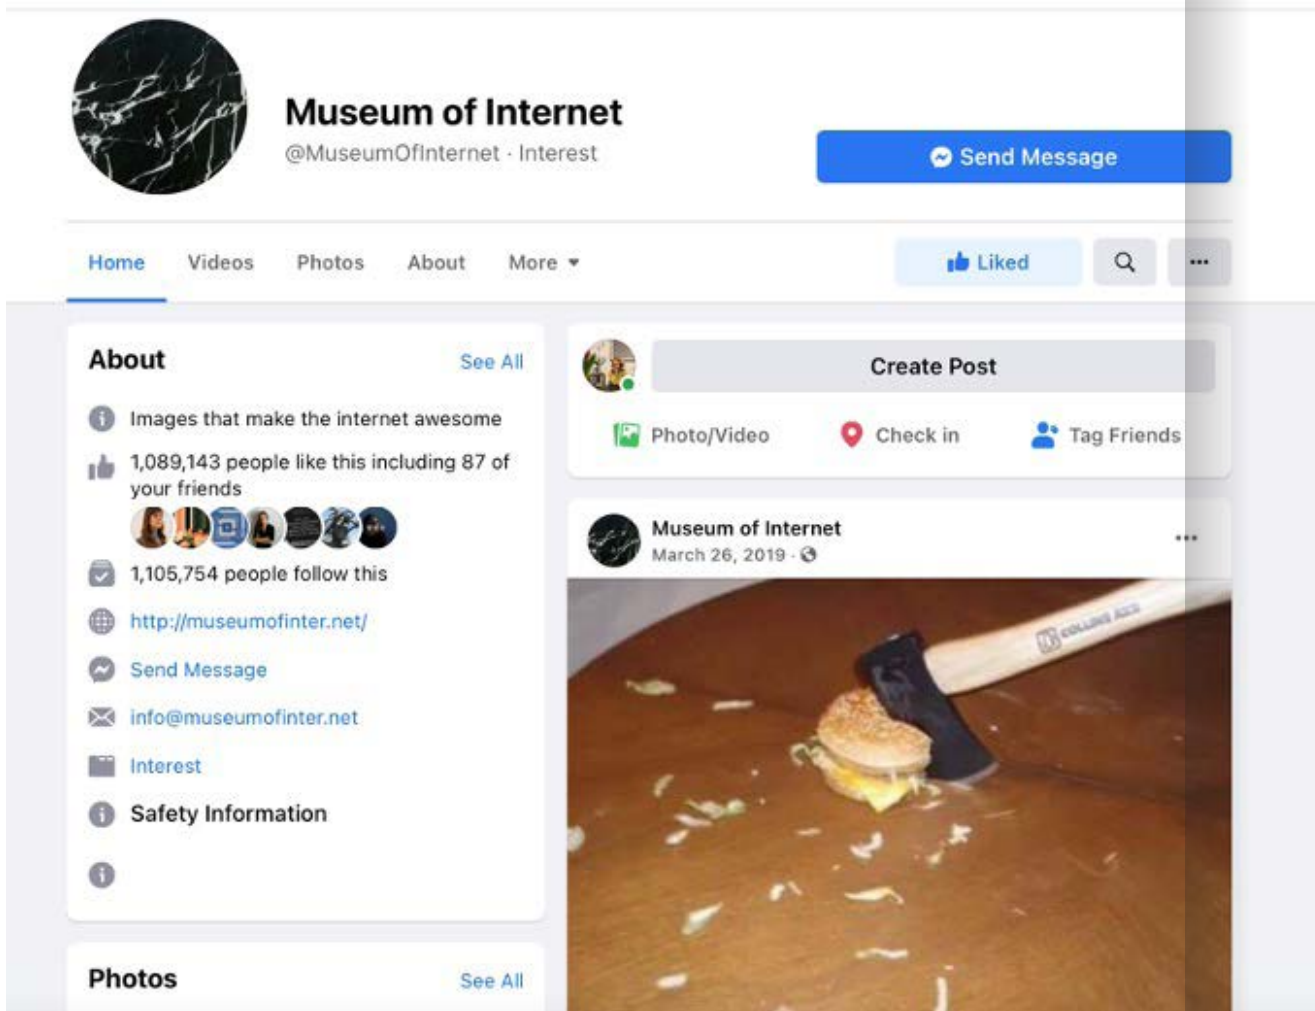 Museum of Internet
@MuseumOfInternet · Interest
Send Message
Home Videos Photos About More
Liked
About See All
Images that make the internet awesome
1,089,143 people like this including 87 of
your friends
1,105,754 people follow this
http://museumofinter.net/
Send Message
info@museumofinter.net
Interest
Safety Information
Photos See All
Create Post
Photo/Video Check in Tag Friends
Museum of Internet
March 26, 2019 ·
COLLINS AXES